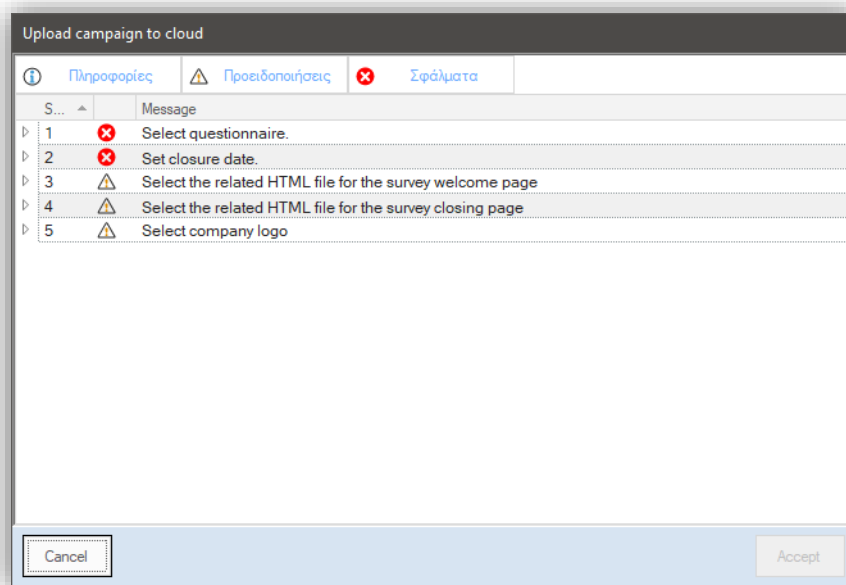 Upload campaign to cloud
Πληροφορίες Προειδοποιήσεις Σφάλματα
S... Message
1 Select questionnaire.
2 Set closure date.
3 Select the related HTML file for the survey welcome page
4 Select the related HTML file for the survey closing page
5 Select company logo
Cancel Accept